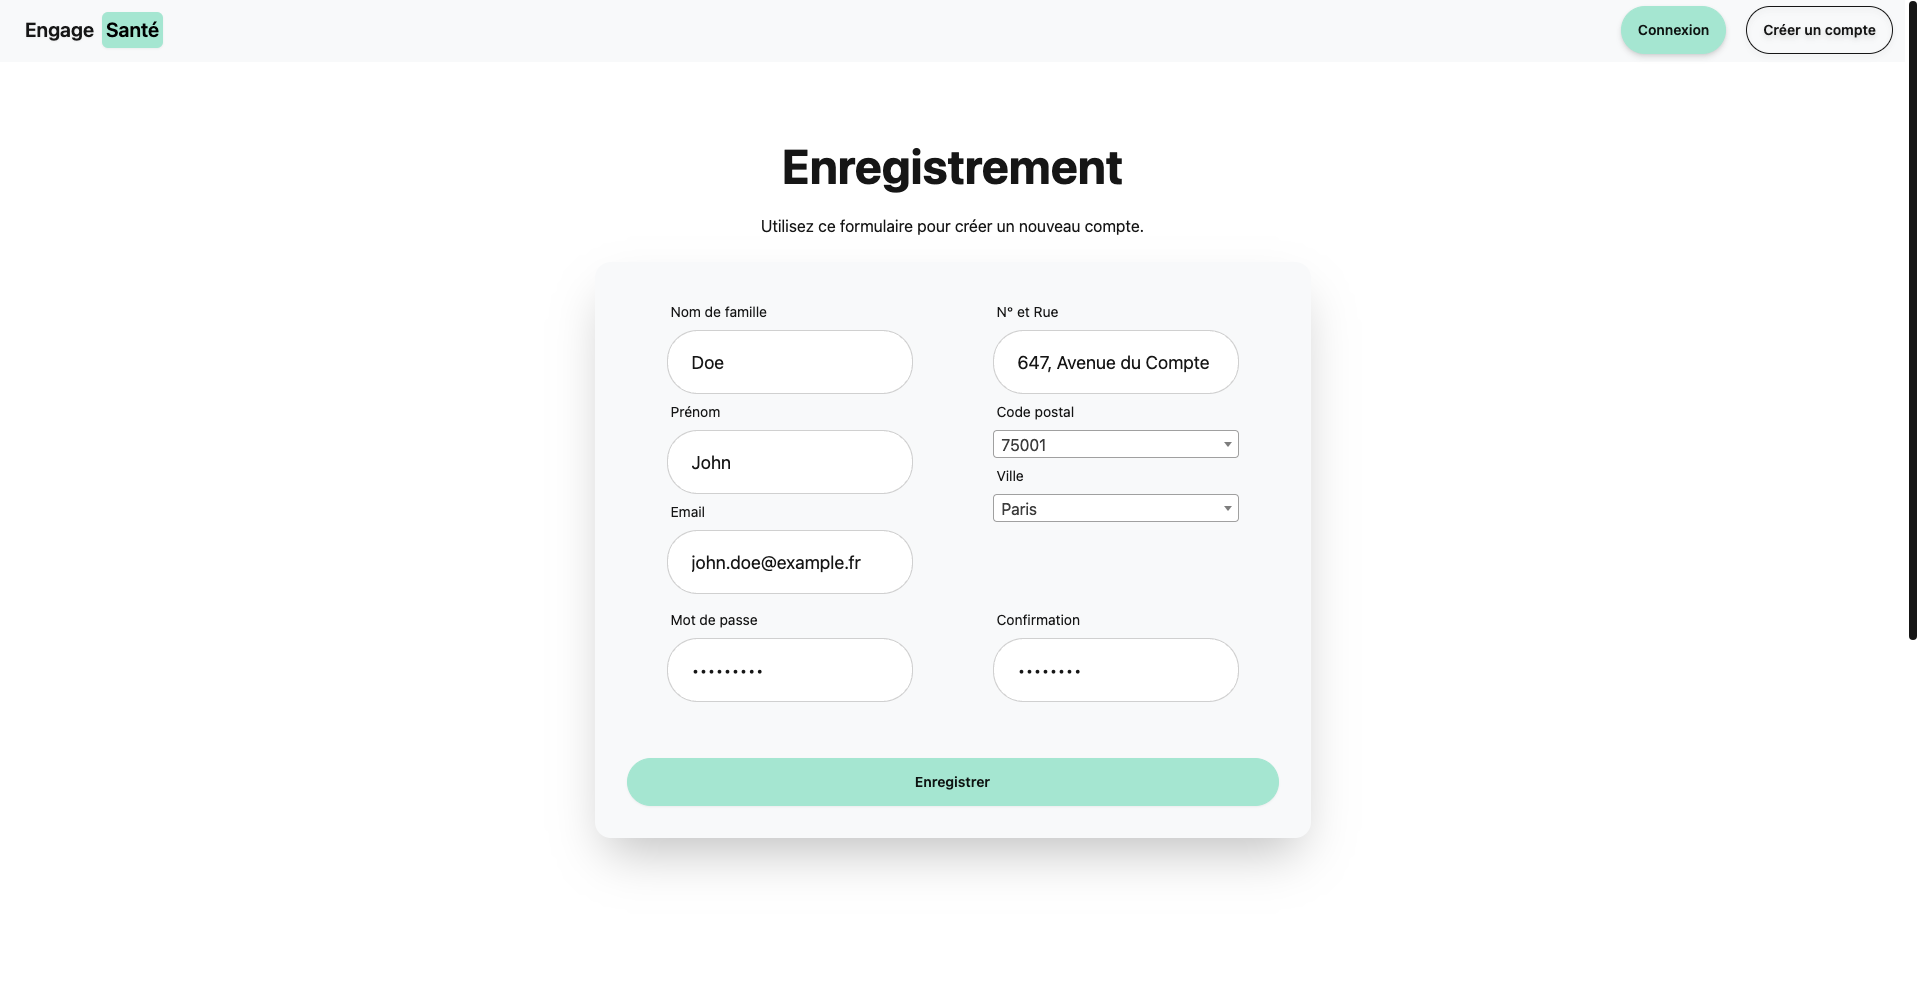 Engage Santé
Connexion
Créer un compte
Enregistrement
Utilisez ce formulaire pour créer un nouveau compte.
Nom de famille
Doe
Prénom
John
Email
john.doe@example.fr
N° et Rue
647, Avenue du Compte
Code postal
75001
Ville
Paris
Mot de passe
•••••••••
Confirmation
••••••••
Enregistrer